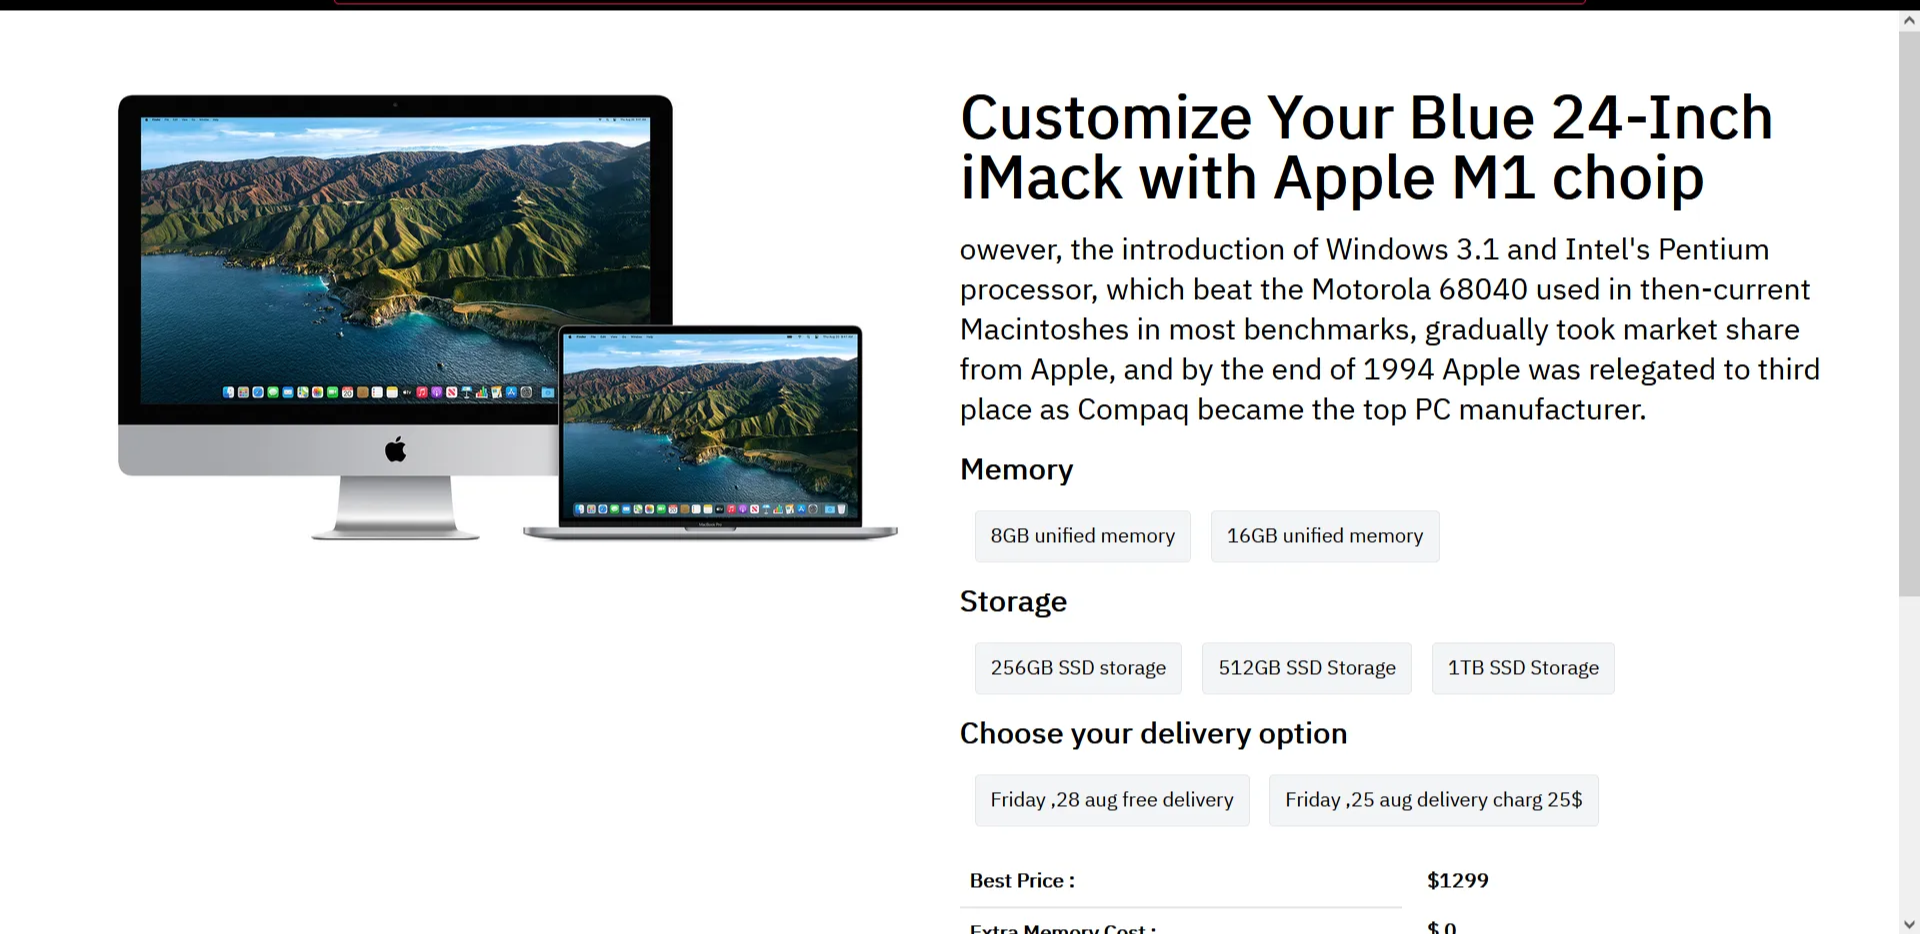 Customize Your Blue 24-Inch
iMack with Apple M1 choip
owever, the introduction of Windows 3.1 and Intel's Pentium
processor, which beat the Motorola 68040 used in then-current
Macintoshes in most benchmarks, gradually took market share
from Apple, and by the end of 1994 Apple was relegated to third
place as Compaq became the top PC manufacturer.
Memory
8GB unified memory 16GB unified memory
Storage
256GB SSD storage 512GB SSD Storage 1TB SSD Storage
Choose your delivery option
Friday ,28 aug free delivery Friday ,25 aug delivery charg 25$
Best Price : $1299
Extra Memory Cost : $ 0